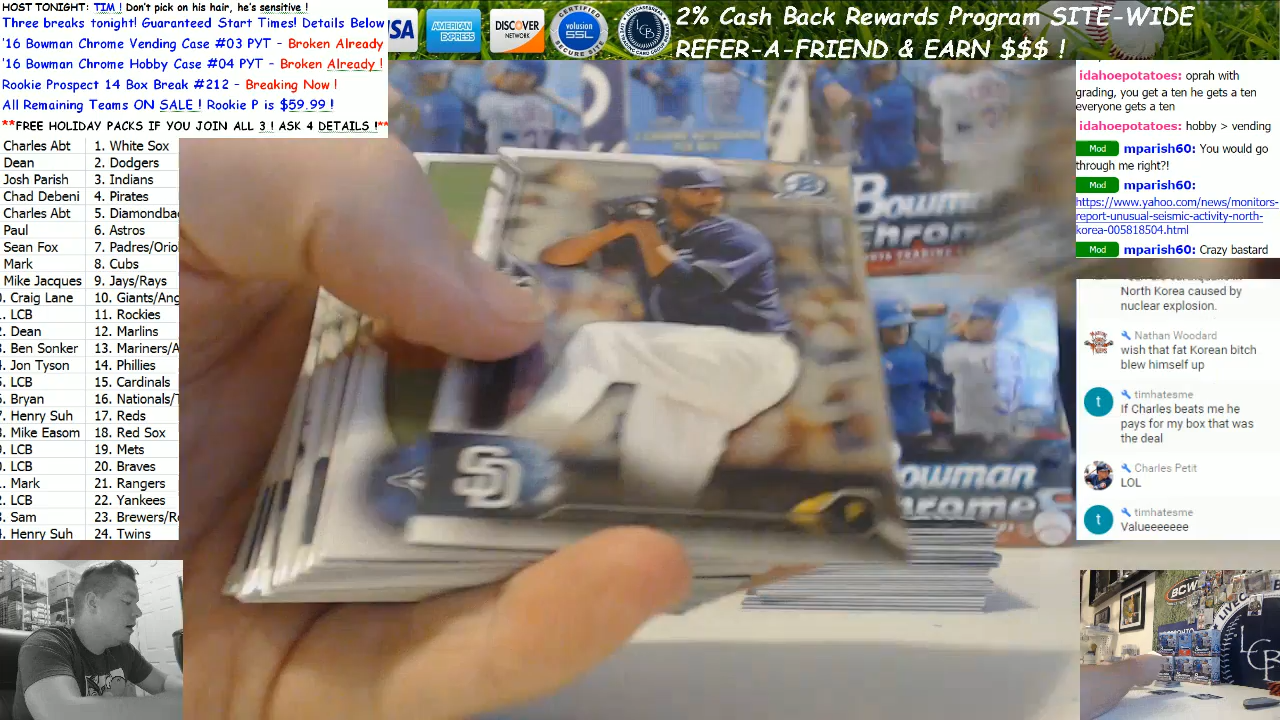 HOST TONIGHT: TIM ! Don't pick on his hair, he's sensitive !
Three breaks tonight! Guaranteed Start Times! Details Below
'16 Bowman Chrome Vending Case #03 PYT - Broken Already
'16 Bowman Chrome Hobby Case #04 PYT - Broken Already !
Rookie Prospect 14 Box Break #212 - Breaking Now !
All Remaining Teams ON SALE ! Rookie P is $59.99 !
**FREE HOLIDAY PACKS IF YOU JOIN ALL 3 ! ASK 4 DETAILS !**
VISA
AMERICAN EXPRESS
DISCOVER
NETWORK
CERTIFIED
volusion
SSL
SECURE SITE
2% Cash Back Rewards Program SITE-WIDE
REFER-A-FRIEND & EARN $$$ !
Charles Abt 1. White Sox
Dean 2. Dodgers
Josh Parish 3. Indians
Chad Debeni 4. Pirates
Charles Abt 5. Diamondba
Paul 6. Astros
Sean Fox 7. Padres/Orio
Mark 8. Cubs
Mike Jacques 9. Jays/Rays
. Craig Lane 10. Giants/Ang
. LCB 11. Rockies
. Dean 12. Marlins
. Ben Sonker 13. Mariners/A
. Jon Tyson 14. Phillies
. LCB 15. Cardinals
. Bryan 16. Nationals/T
. Henry Suh 17. Reds
. Mike Easom 18. Red Sox
. LCB 19. Mets
. LCB 20. Braves
. Mark 21. Rangers
. LCB 22. Yankees
. Sam 23. Brewers/R
. Henry Suh 24. Twins
idahoepotatoes: oprah with
grading, you get a ten he gets a ten
everyone gets a ten
idahoepotatoes: hobby > vending
Mod mparish60: You would go
through me right?!
Mod mparish60:
https://www.yahoo.com/news/monitors-
report-unusual-seismic-activity-north-
korea-005818504.html
Mod mparish60: Crazy bastard
North Korea caused by
nuclear explosion.
Nathan Woodard
wish that fat Korean bitch
blew himself up
t timhatesme
If Charles beats me he
pays for my box that was
the deal
Charles Petit
LOL
t timhatesme
Valueeeeeee
B
SD
Bowm
Chrom
Bowman
Chrome
BCW
LIVEC
LCB